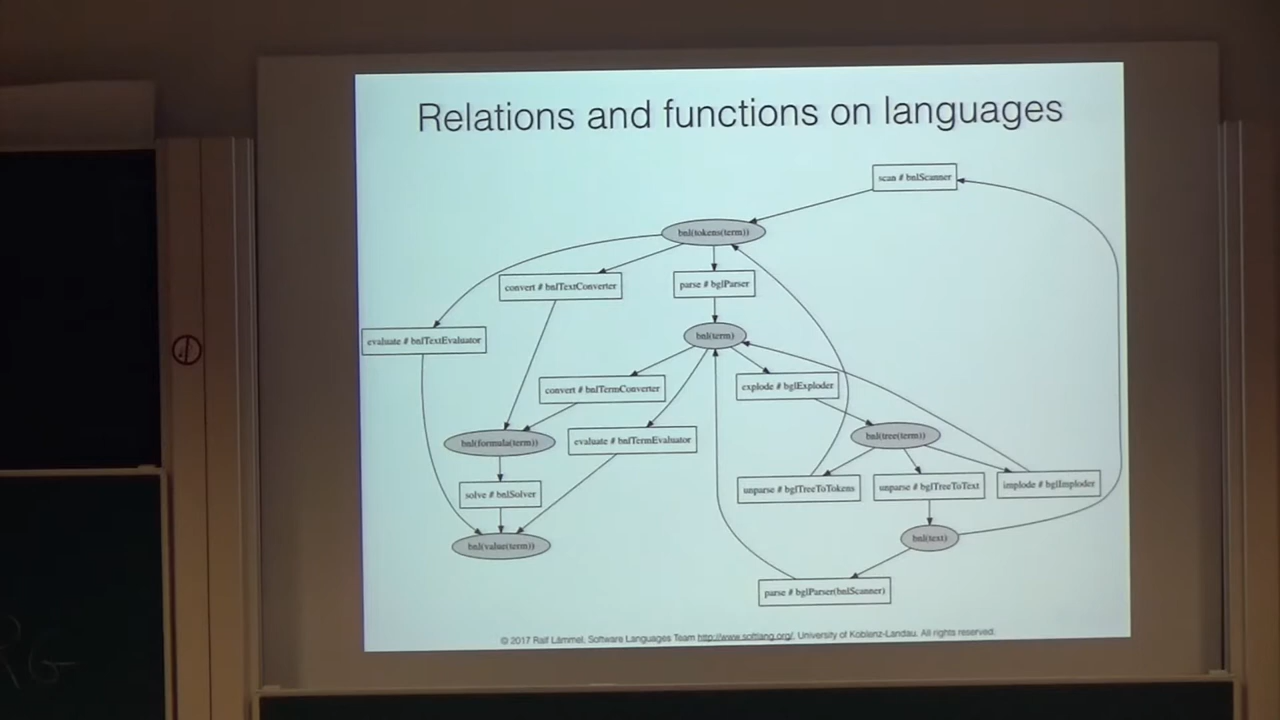 Relations and functions on languages
scan # bnlScanner
bnl(tokens(term))
convert # bnlTextConverter
parse # bglParser
evaluate # bnlTextEvaluator
bnl(term)
convert # bnlTermConverter
explode # bglExploder
bnl(formula(term))
evaluate # bnlTermEvaluator
bnl(tree(term))
solve # bnlSolver
unparse # bglTreeToTokens
unparse # bglTreeToText
implode # bglImploder
bnl(value(term))
bnl(text)
parse # bglParser(bnlScanner)
© 2017 Ralf Lämmel, Software Languages Team http://www.softlang.org/, University of Koblenz-Landau. All rights reserved.